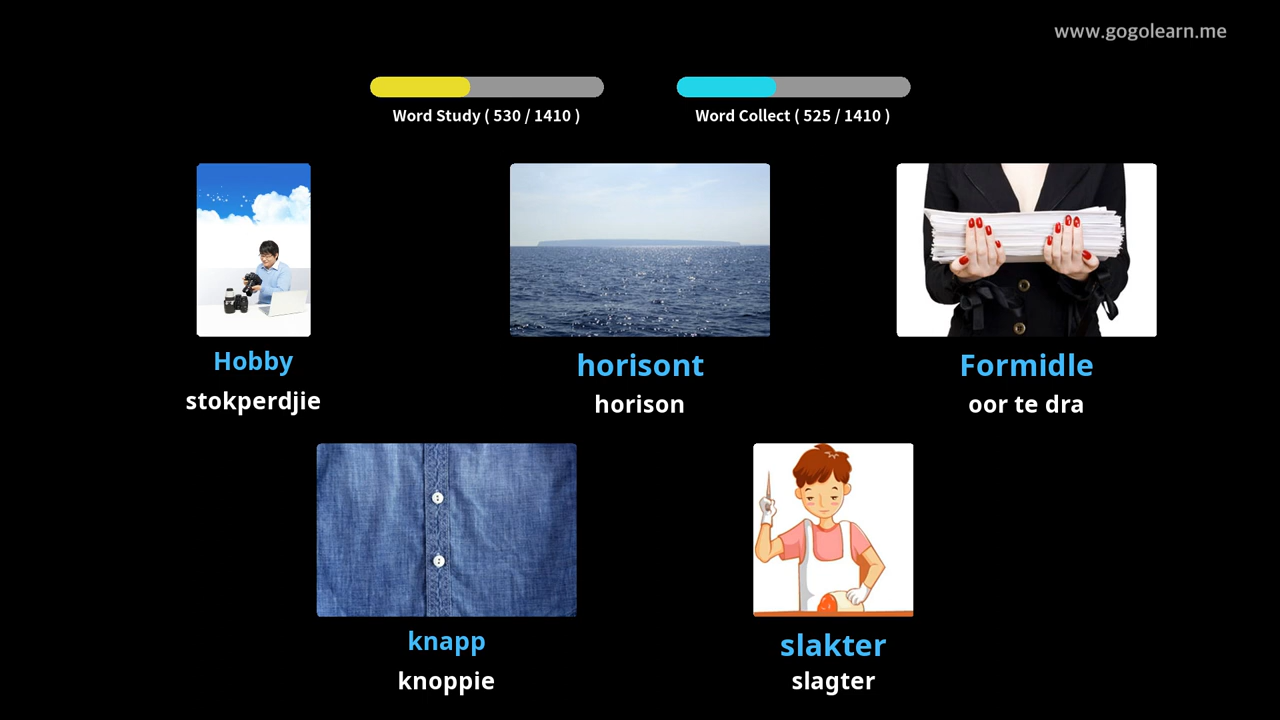 www.gogolearn.me
Word Study ( 530 / 1410 )
Word Collect ( 525 / 1410 )
Hobby
stokperdjie
horisont
horison
Formidle
oor te dra
knapp
knoppie
slakter
slagter